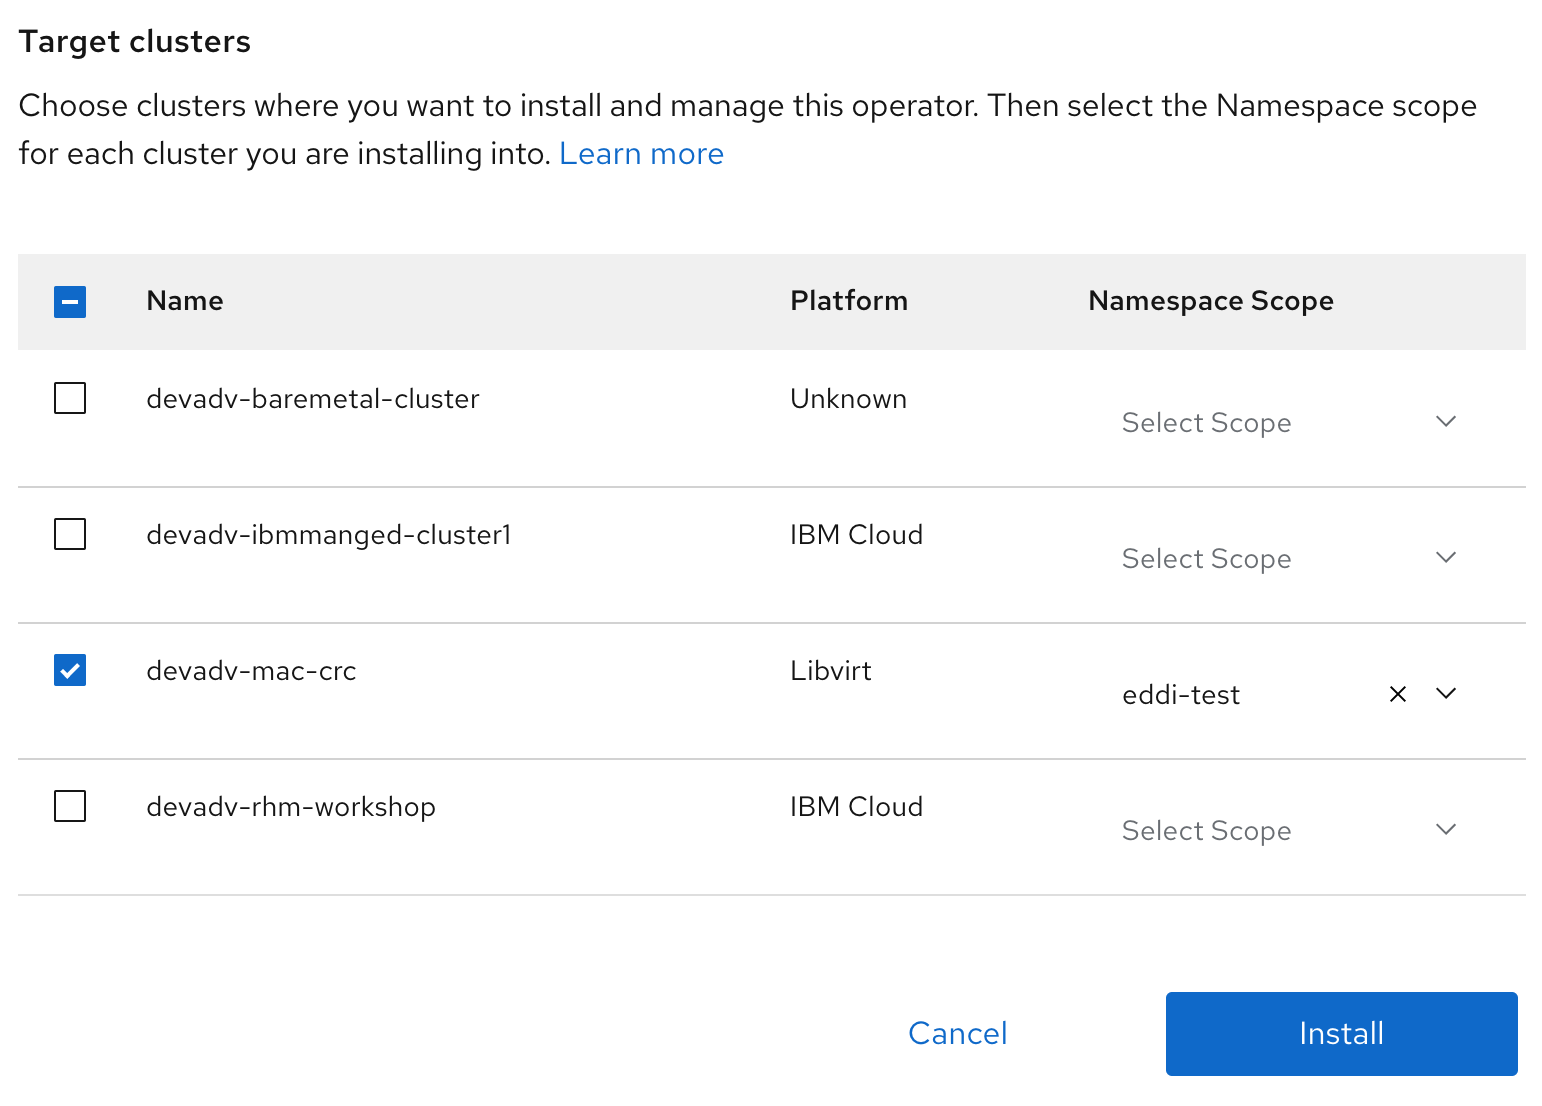 Target clusters
Choose clusters where you want to install and manage this operator. Then select the Namespace scope
for each cluster you are installing into. Learn more
Name Platform Namespace Scope
devadv-baremetal-cluster Unknown Select Scope
devadv-ibmmanged-cluster1 IBM Cloud Select Scope
devadv-mac-crc Libvirt eddi-test
devadv-rhm-workshop IBM Cloud Select Scope
Cancel Install